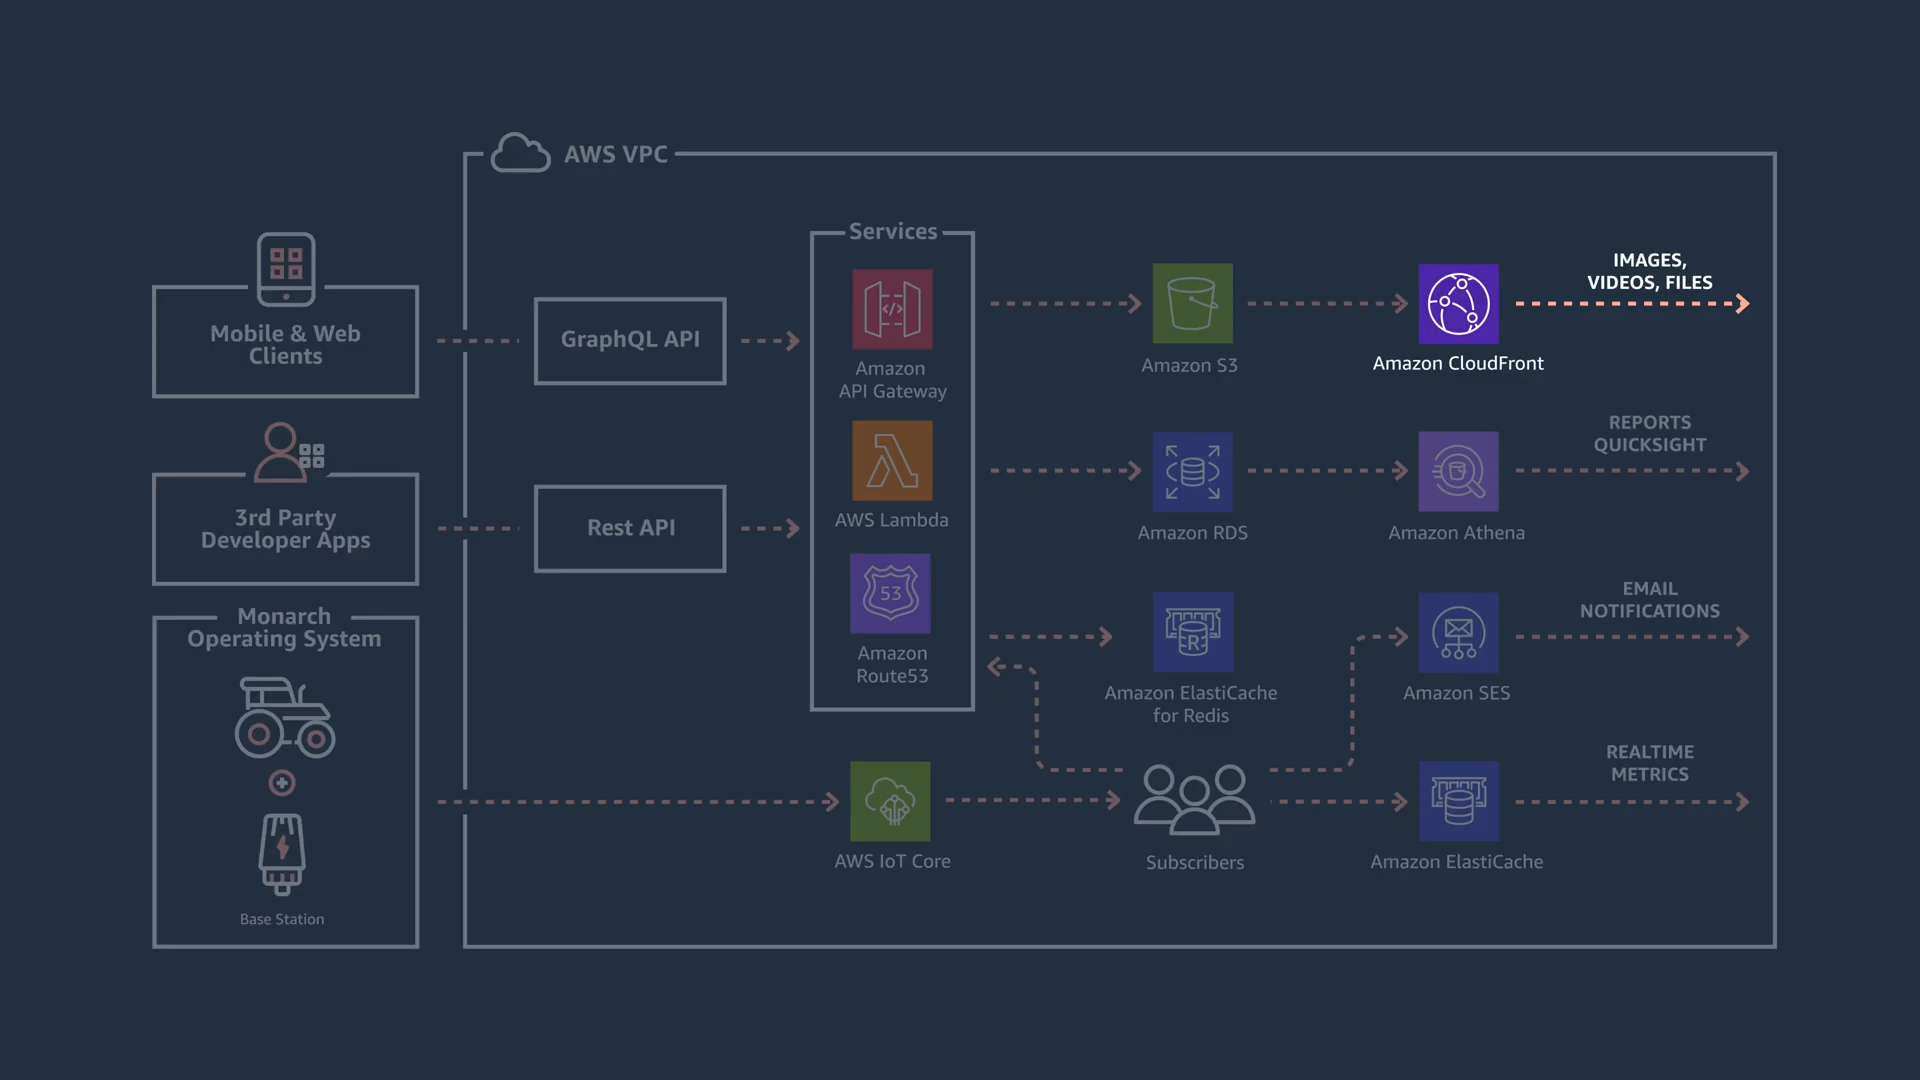 AWS VPC
Mobile & Web
Clients
3rd Party
Developer Apps
Monarch
Operating System
Base Station
GraphQL API
Rest API
Services
Amazon
API Gateway
AWS Lambda
53
Amazon
Route53
AWS IoT Core
Amazon S3
Amazon CloudFront
IMAGES,
VIDEOS, FILES
Amazon RDS
Amazon Athena
REPORTS
QUICKSIGHT
R
Amazon ElastiCache
for Redis
Amazon SES
EMAIL
NOTIFICATIONS
Subscribers
Amazon ElastiCache
REALTIME
METRICS